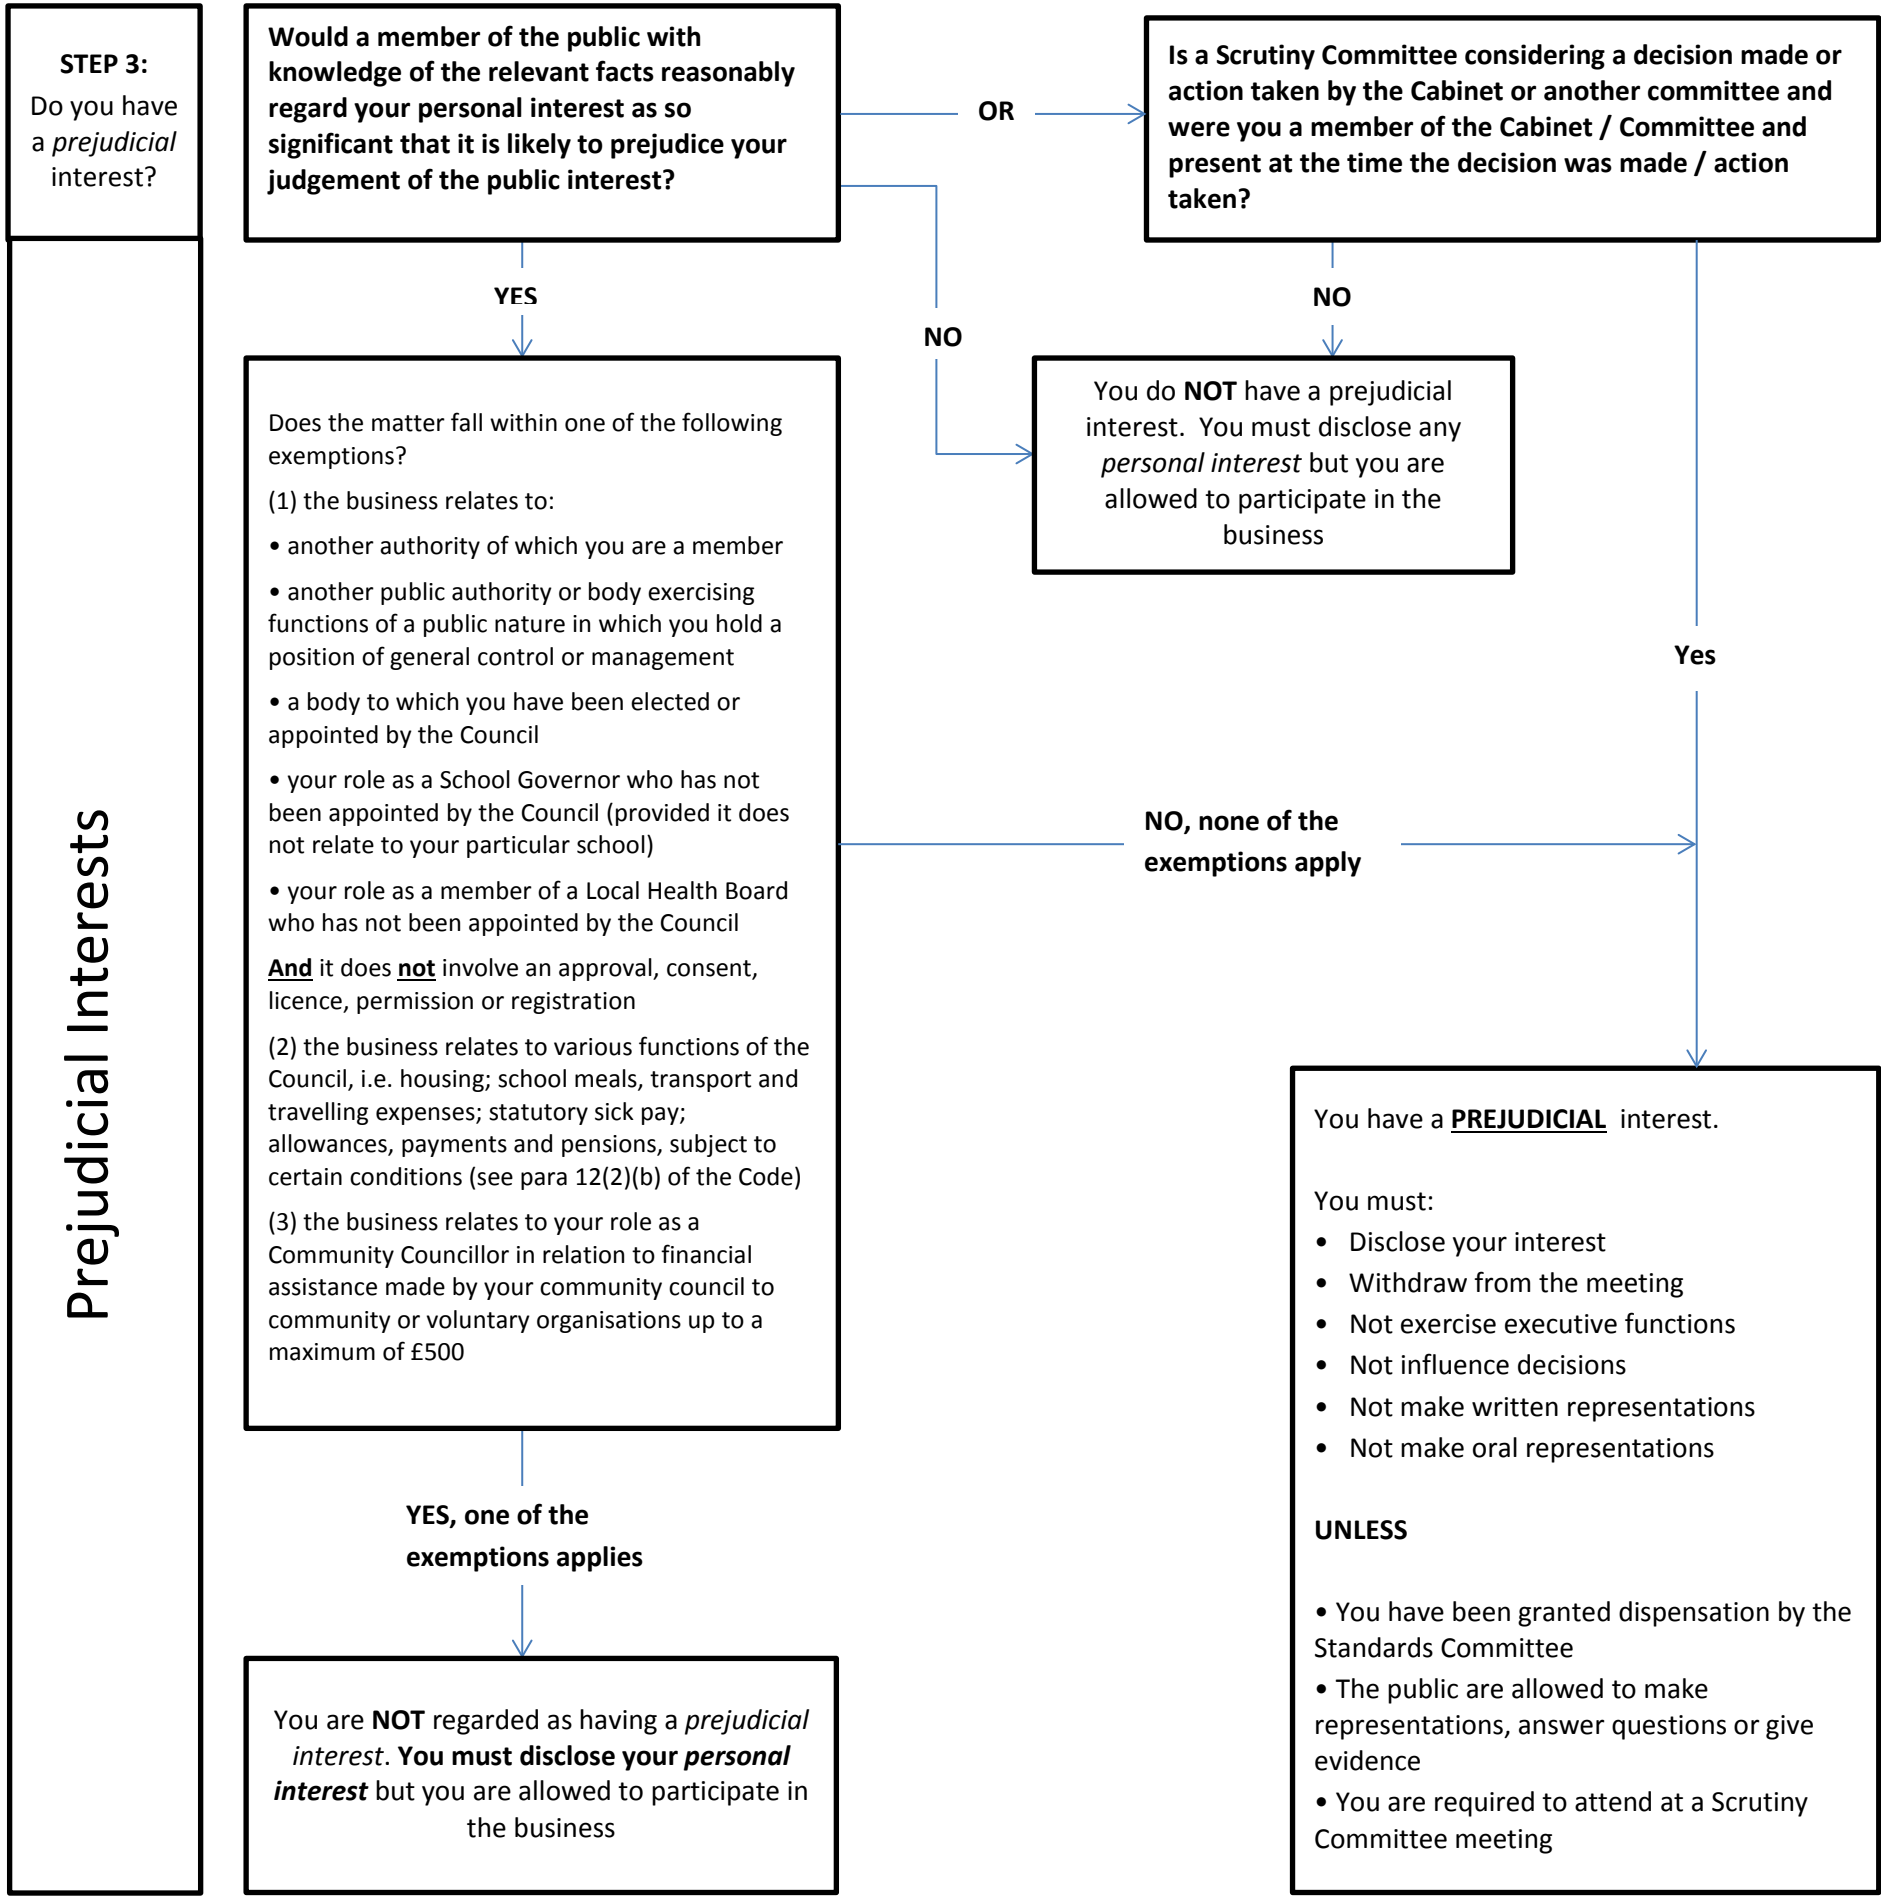 STEP 3:
Do you have
a prejudicial
interest?
Prejudicial Interests
Would a member of the public with
knowledge of the relevant facts reasonably
regard your personal interest as so
significant that it is likely to prejudice your
judgement of the public interest?
OR
Is a Scrutiny Committee considering a decision made or
action taken by the Cabinet or another committee and
were you a member of the Cabinet / Committee and
present at the time the decision was made / action
taken?
YES
NO
NO
You do NOT have a prejudicial
interest.  You must disclose any
personal interest but you are
allowed to participate in the
business
Does the matter fall within one of the following
exemptions?
(1) the business relates to:
• another authority of which you are a member
• another public authority or body exercising
functions of a public nature in which you hold a
position of general control or management
• a body to which you have been elected or
appointed by the Council
• your role as a School Governor who has not
been appointed by the Council (provided it does
not relate to your particular school)
• your role as a member of a Local Health Board
who has not been appointed by the Council
And it does not involve an approval, consent,
licence, permission or registration
(2) the business relates to various functions of the
Council, i.e. housing; school meals, transport and
travelling expenses; statutory sick pay;
allowances, payments and pensions, subject to
certain conditions (see para 12(2)(b) of the Code)
(3) the business relates to your role as a
Community Councillor in relation to financial
assistance made by your community council to
community or voluntary organisations up to a
maximum of £500
Yes
NO, none of the
exemptions apply
YES, one of the
exemptions applies
You are NOT regarded as having a prejudicial
interest. You must disclose your personal
interest but you are allowed to participate in
the business
You have a PREJUDICIAL  interest.
You must:
• Disclose your interest
• Withdraw from the meeting
• Not exercise executive functions
• Not influence decisions
• Not make written representations
• Not make oral representations
UNLESS
• You have been granted dispensation by the
Standards Committee
• The public are allowed to make
representations, answer questions or give
evidence
• You are required to attend at a Scrutiny
Committee meeting